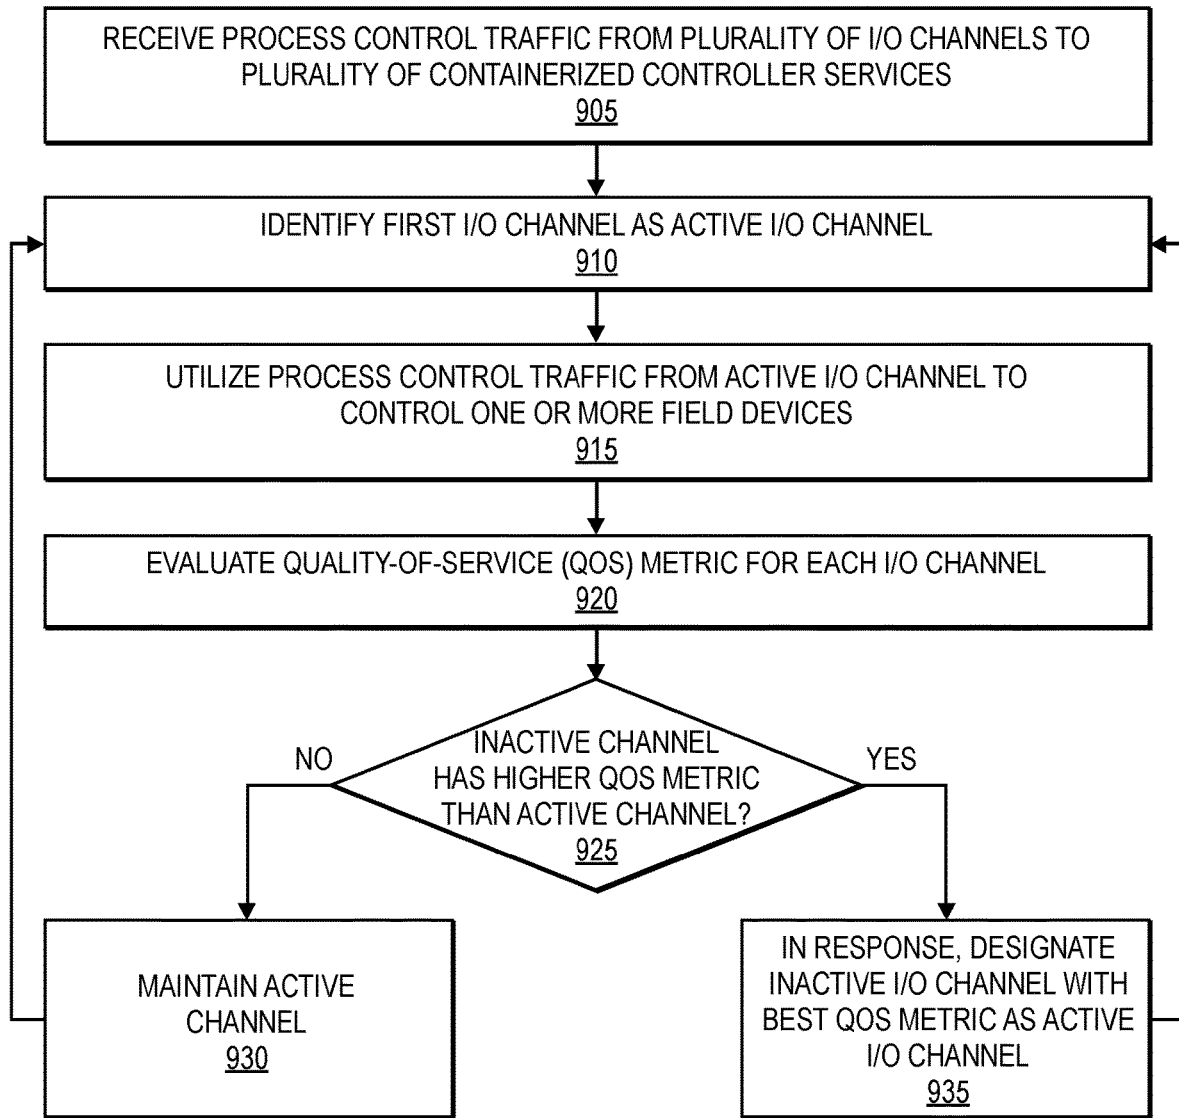 RECEIVE PROCESS CONTROL TRAFFIC FROM PLURALITY OF I/O CHANNELS TO
PLURALITY OF CONTAINERIZED CONTROLLER SERVICES
905
IDENTIFY FIRST I/O CHANNEL AS ACTIVE I/O CHANNEL
910
UTILIZE PROCESS CONTROL TRAFFIC FROM ACTIVE I/O CHANNEL TO
CONTROL ONE OR MORE FIELD DEVICES
915
EVALUATE QUALITY-OF-SERVICE (QOS) METRIC FOR EACH I/O CHANNEL
920
INACTIVE CHANNEL
HAS HIGHER QOS METRIC
THAN ACTIVE CHANNEL?
925
NO
YES
MAINTAIN ACTIVE
CHANNEL
930
IN RESPONSE, DESIGNATE
INACTIVE I/O CHANNEL WITH
BEST QOS METRIC AS ACTIVE
I/O CHANNEL
935